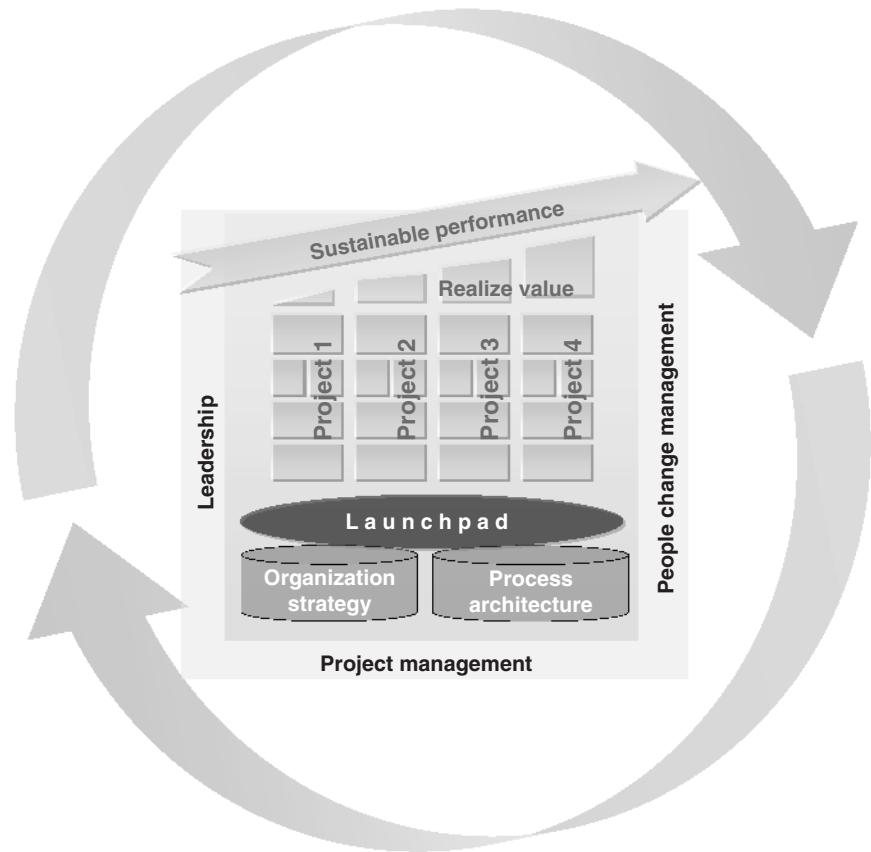 Sustainable performance
Realize value
Project 1
Project 2
Project 3
Project 4
Leadership
People change management
Launchpad
Organization
strategy
Process
architecture
Project management